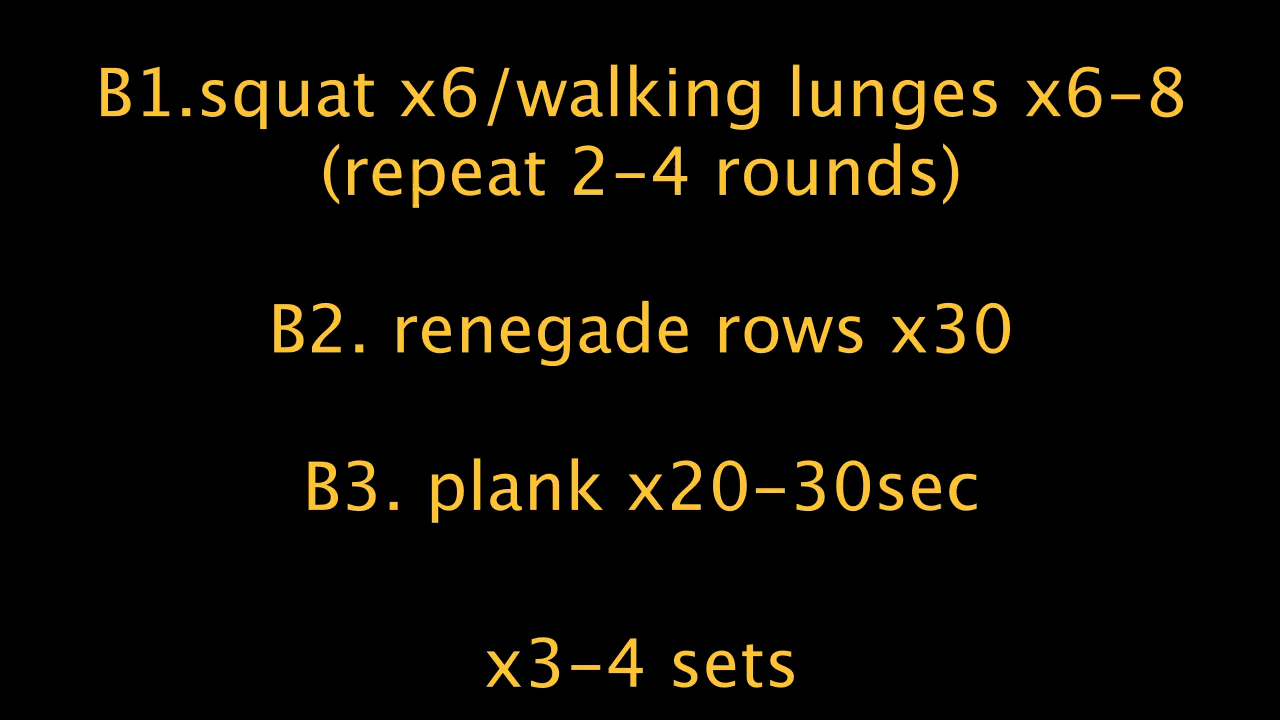 B1.squat x6/walking lunges x6-8
(repeat 2-4 rounds)
B2. renegade rows x30
B3. plank x20-30sec
x3-4 sets